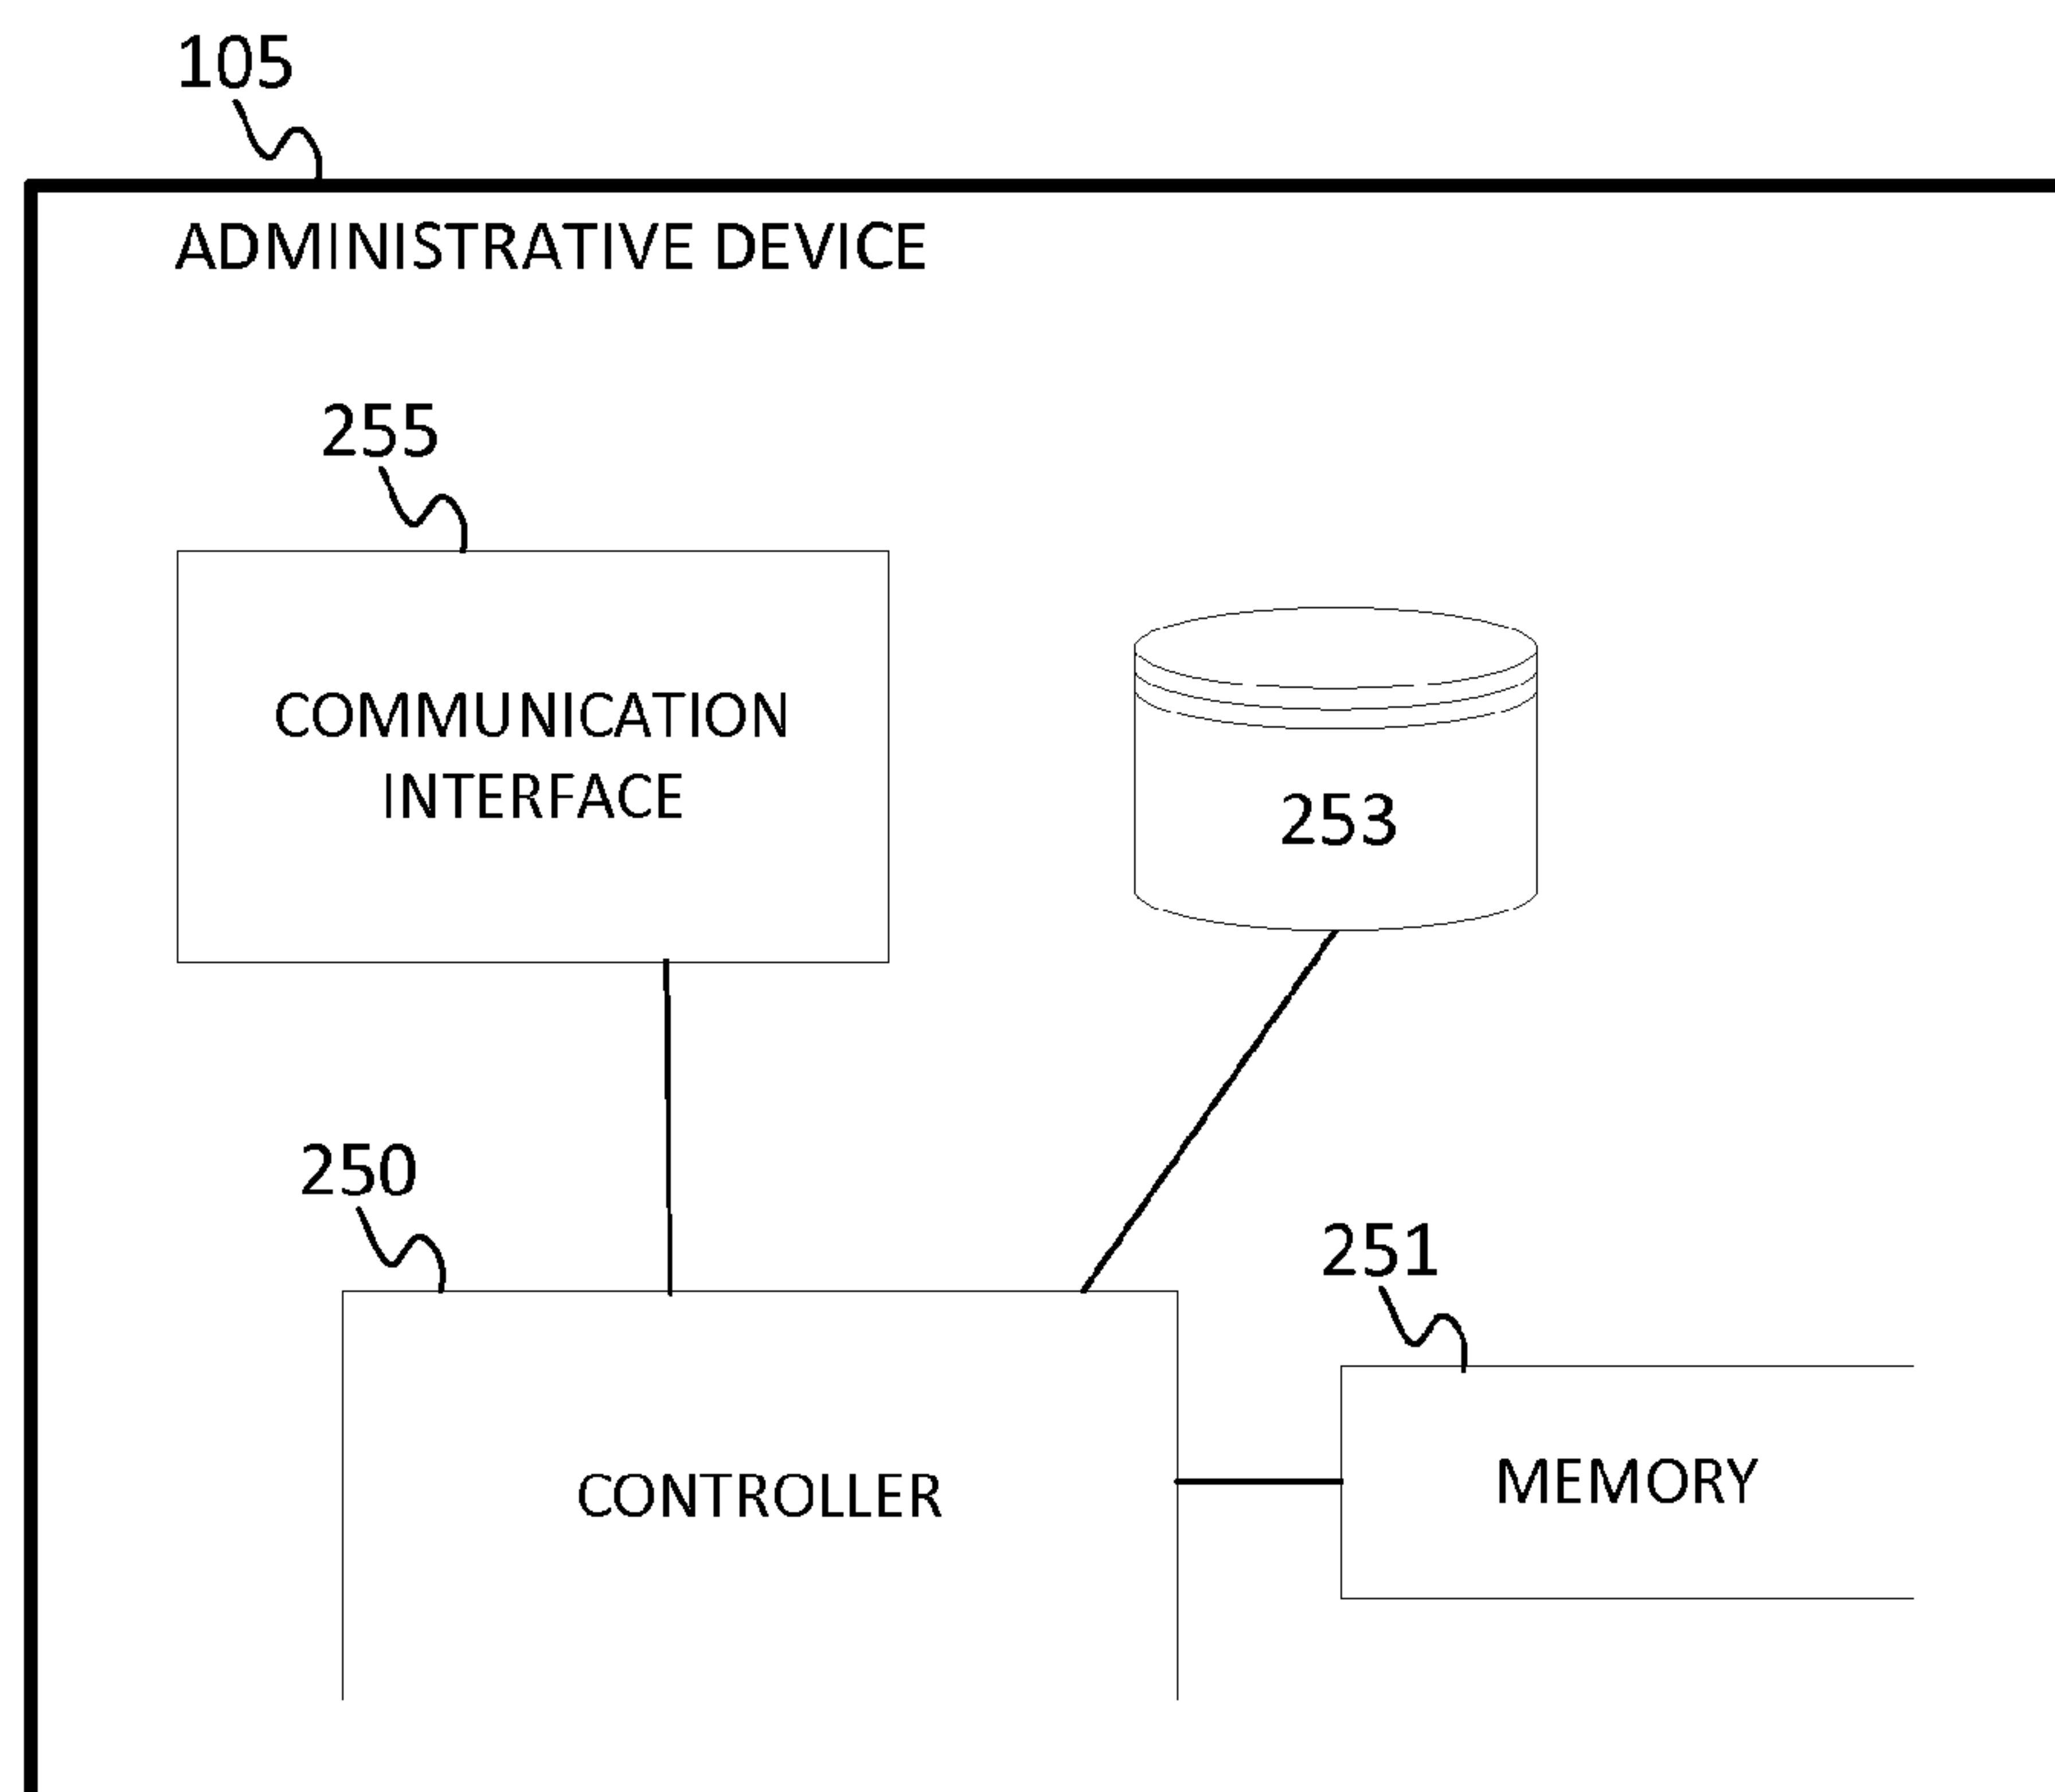 105
ADMINISTRATIVE DEVICE
255
COMMUNICATION
INTERFACE
253
250
251
CONTROLLER
MEMORY